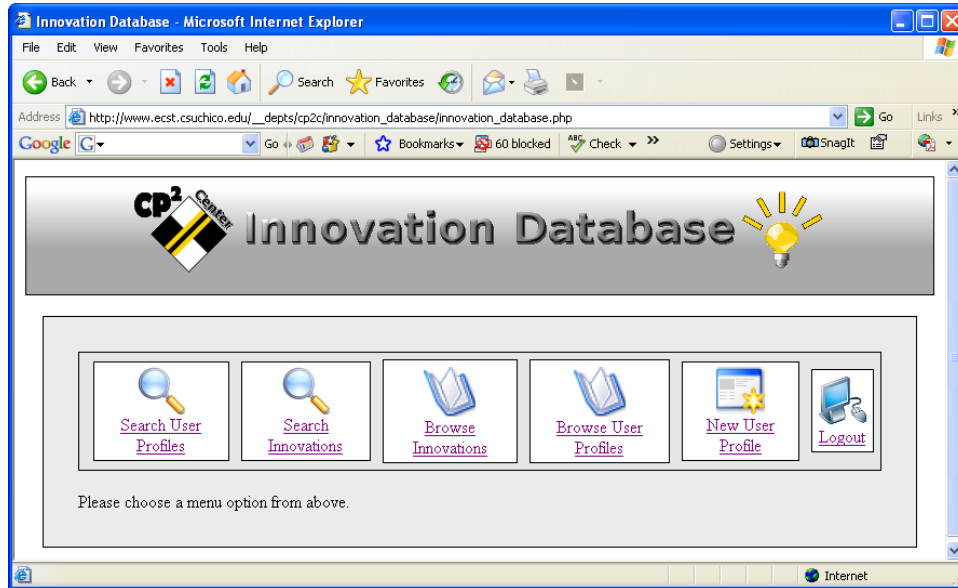 Innovation Database - Microsoft Internet Explorer
File Edit View Favorites Tools Help
Back Search Favorites
Address http://www.ecst.csuchico.edu/__depts/cp2c/innovation_database/innovation_database.php Go Links »
Google G Go Bookmarks 60 blocked ABC Check » Settings SnagIt
CP2 Center Innovation Database
Search User Profiles
Search Innovations
Browse Innovations
Browse User Profiles
New User Profile
Logout
Please choose a menu option from above.
Internet